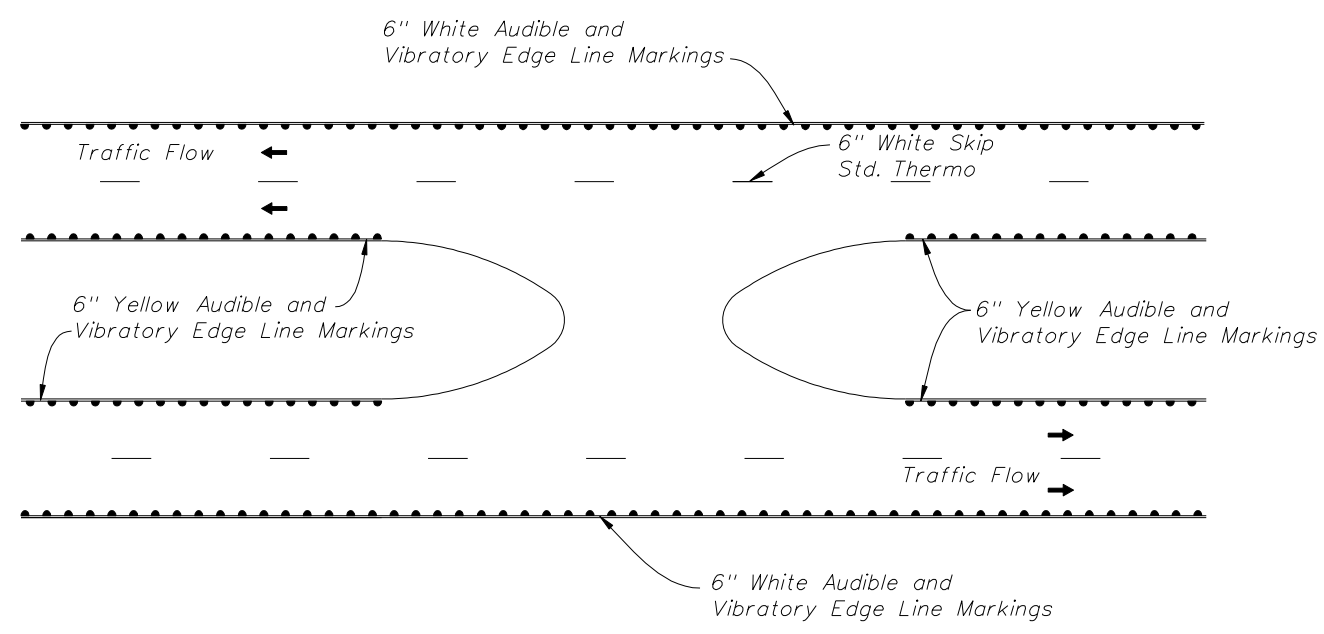 6" White Audible and
Vibratory Edge Line Markings
Traffic Flow
6" White Skip
Std. Thermo
6" Yellow Audible and
Vibratory Edge Line Markings
6" Yellow Audible and
Vibratory Edge Line Markings
Traffic Flow
6" White Audible and
Vibratory Edge Line Markings